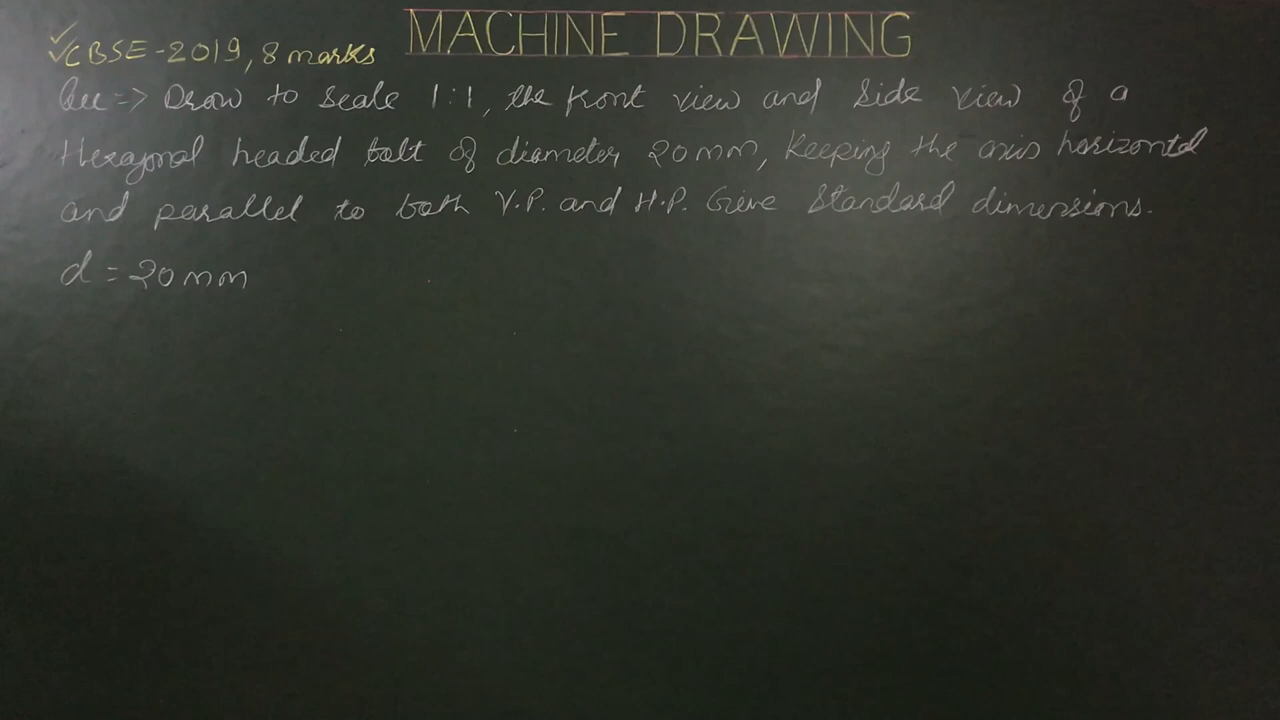 MACHINE DRAWING
CBSE-2019, 8 marks
Que => Draw to scale 1:1, the front view and side view of a
Hexagonal headed bolt of diameter 20mm, keeping the axis horizontal
and parallel to both V.P. and H.P. Give standard dimensions.
d = 20mm